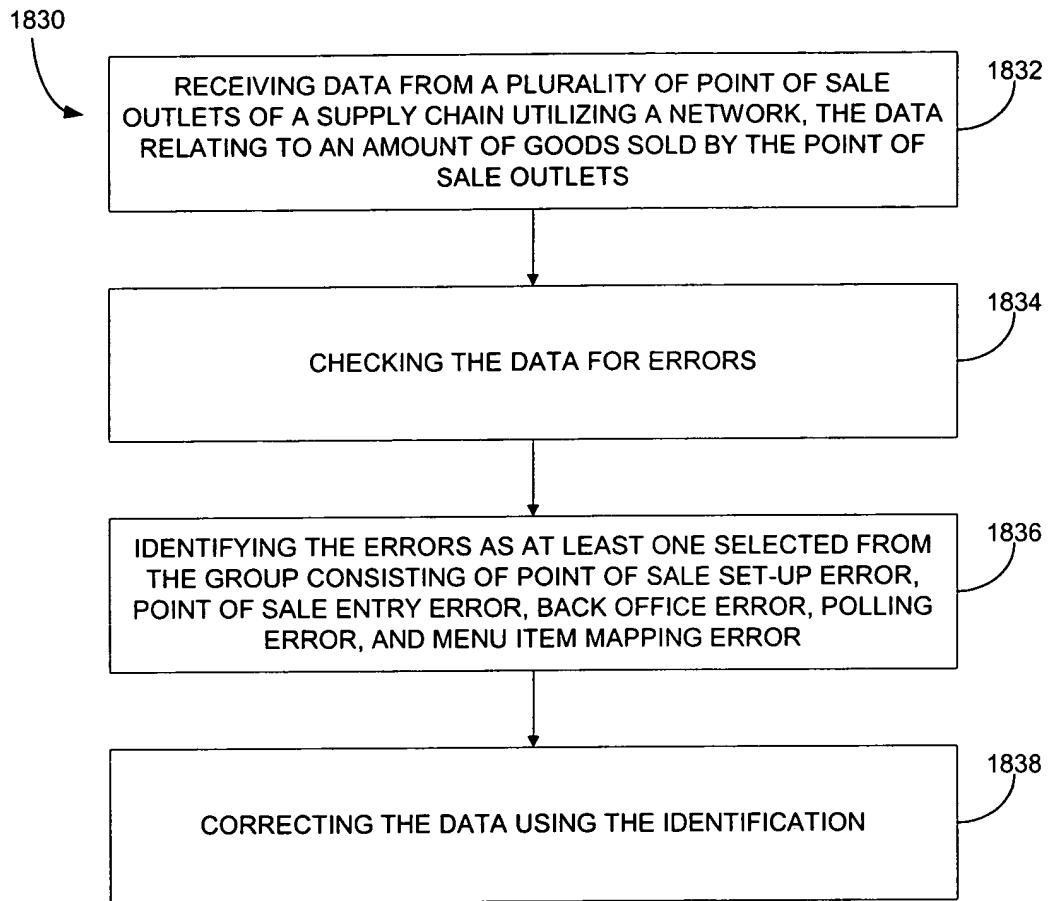 1830
RECEIVING DATA FROM A PLURALITY OF POINT OF SALE
OUTLETS OF A SUPPLY CHAIN UTILIZING A NETWORK, THE DATA
RELATING TO AN AMOUNT OF GOODS SOLD BY THE POINT OF
SALE OUTLETS
1832
CHECKING THE DATA FOR ERRORS
1834
IDENTIFYING THE ERRORS AS AT LEAST ONE SELECTED FROM
THE GROUP CONSISTING OF POINT OF SALE SET-UP ERROR,
POINT OF SALE ENTRY ERROR, BACK OFFICE ERROR, POLLING
ERROR, AND MENU ITEM MAPPING ERROR
1836
CORRECTING THE DATA USING THE IDENTIFICATION
1838